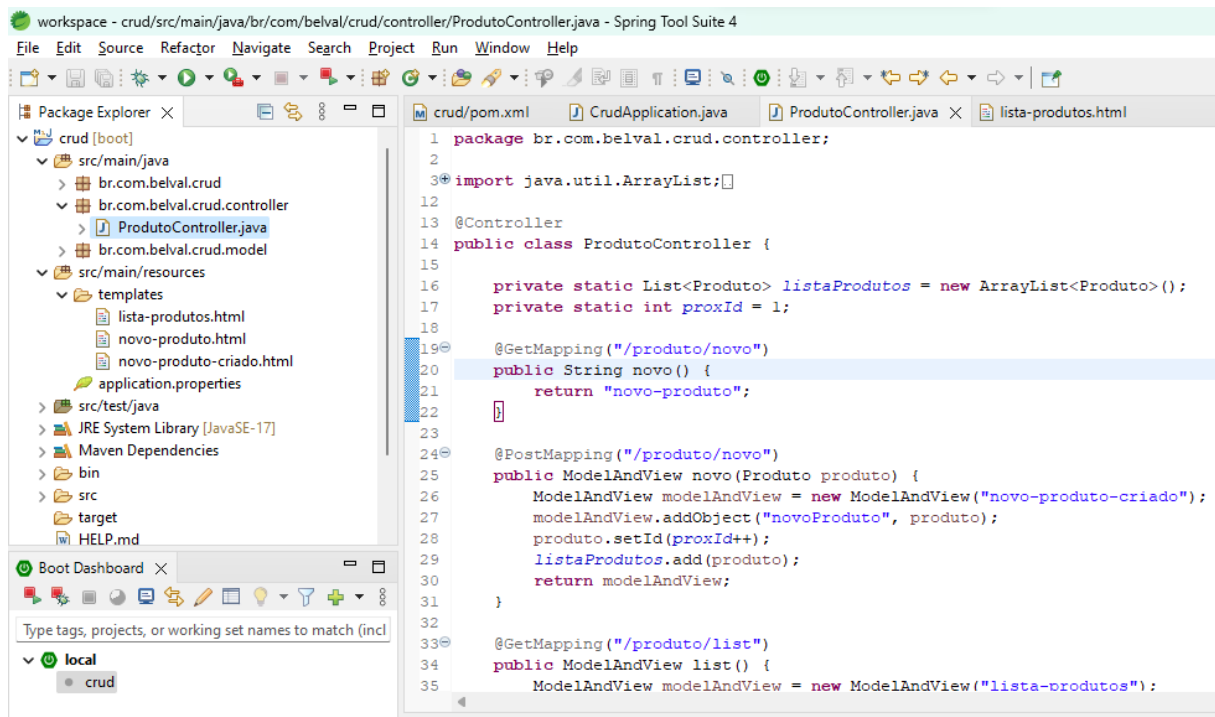 workspace - crud/src/main/java/br/com/belval/crud/controller/ProdutoController.java - Spring Tool Suite 4
File Edit Source Refactor Navigate Search Project Run Window Help
Package Explorer
crud [boot]
src/main/java
br.com.belval.crud
br.com.belval.crud.controller
ProdutoController.java
br.com.belval.crud.model
src/main/resources
templates
lista-produtos.html
novo-produto.html
novo-produto-criado.html
application.properties
src/test/java
JRE System Library [JavaSE-17]
Maven Dependencies
bin
src
target
HELP.md
Boot Dashboard
Type tags, projects, or working set names to match (incl
local
crud
crud/pom.xml CrudApplication.java ProdutoController.java lista-produtos.html
1 package br.com.belval.crud.controller;
2
3 import java.util.ArrayList;
12
13 @Controller
14 public class ProdutoController {
15
16 private static List<Produto> listaProdutos = new ArrayList<Produto>();
17 private static int proxId = 1;
18
19 @GetMapping("/produto/novo")
20 public String novo() {
21 return "novo-produto";
22 }
23
24 @PostMapping("/produto/novo")
25 public ModelAndView novo(Produto produto) {
26 ModelAndView modelAndView = new ModelAndView("novo-produto-criado");
27 modelAndView.addObject("novoProduto", produto);
28 produto.setId(proxId++);
29 listaProdutos.add(produto);
30 return modelAndView;
31 }
32
33 @GetMapping("/produto/list")
34 public ModelAndView list() {
35 ModelAndView modelAndView = new ModelAndView("lista-produtos");